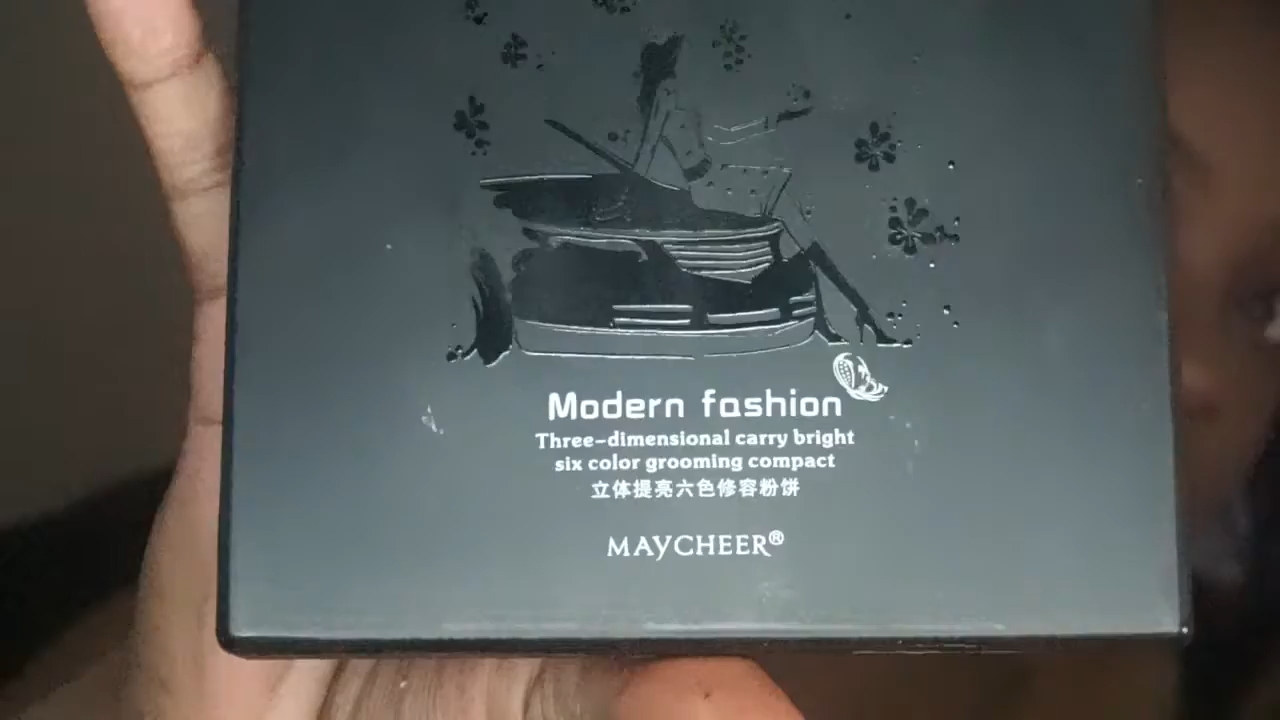 Modern fashion
Three-dimensional carry bright
six color grooming compact
立体提亮六色修容粉饼
MAYCHEER®